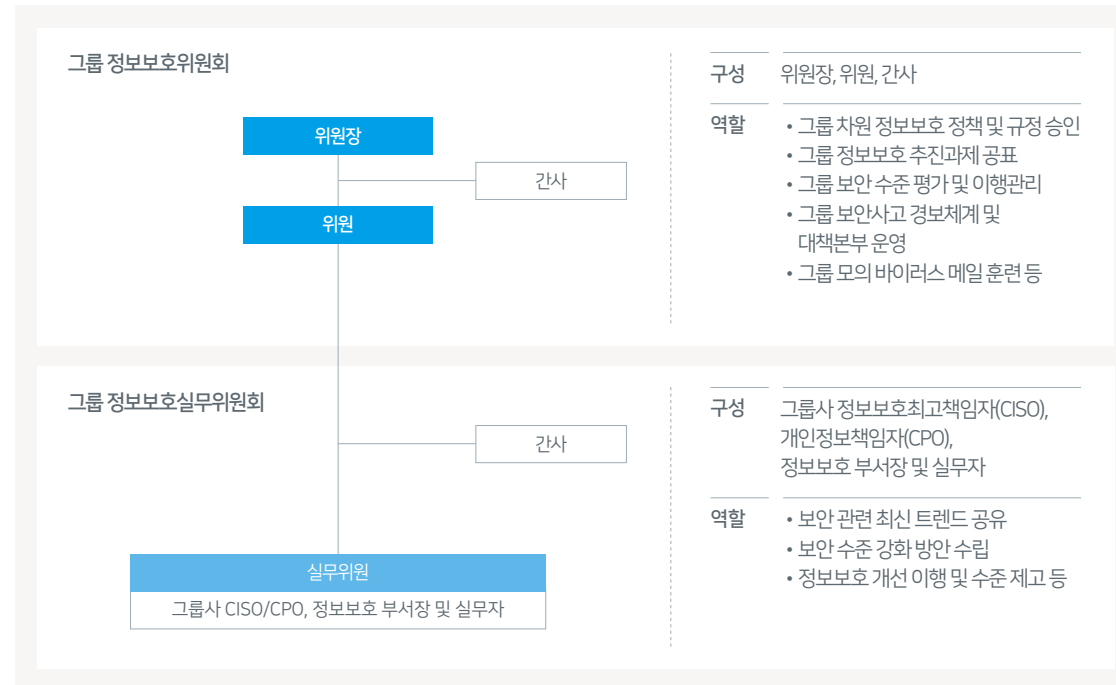 그룹 정보보호위원회
위원장
간사
위원
구성
위원장, 위원, 간사
역할
• 그룹 차원 정보보호 정책 및 규정 승인
• 그룹 정보보호 추진과제 공표
• 그룹 보안 수준 평가 및 이행관리
• 그룹 보안사고 경보체계 및
대책본부 운영
• 그룹 모의 바이러스 메일 훈련 등
그룹 정보보호실무위원회
간사
실무위원
그룹사 CISO/CPO, 정보보호 부서장 및 실무자
구성
그룹사 정보보호최고책임자(CISO),
개인정보책임자(CPO),
정보보호 부서장 및 실무자
역할
• 보안 관련 최신 트렌드 공유
• 보안 수준 강화 방안 수립
• 정보보호 개선 이행 및 수준 제고 등